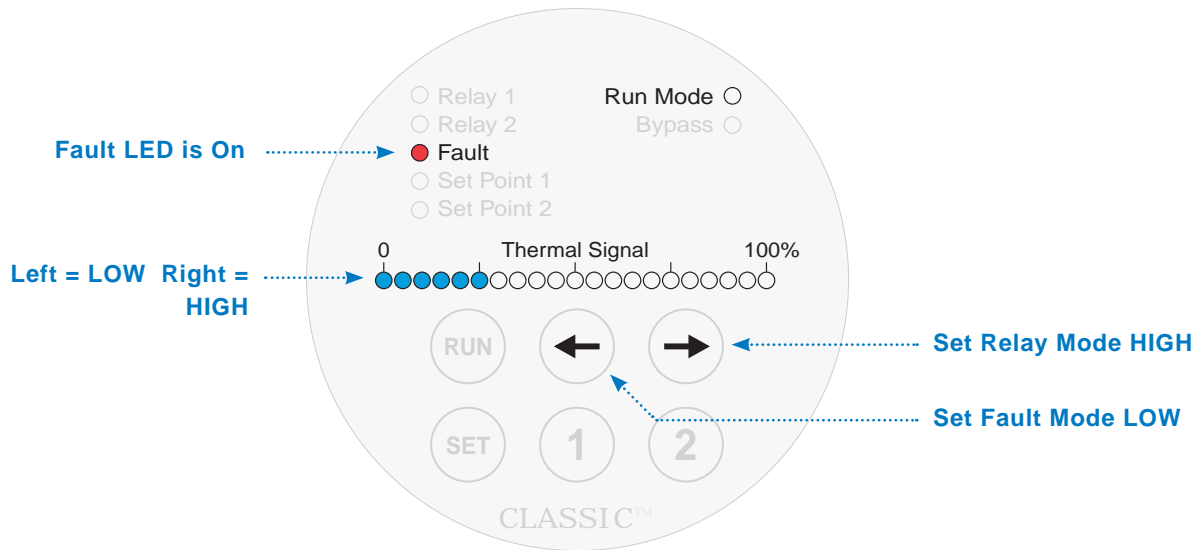 Relay 1
Run Mode
Relay 2
Bypass
Fault LED is On
Fault
Set Point 1
Set Point 2
0
Thermal Signal
100%
Left = LOW Right =
HIGH
RUN
Set Relay Mode HIGH
Set Fault Mode LOW
SET
1
2
CLASSIC™